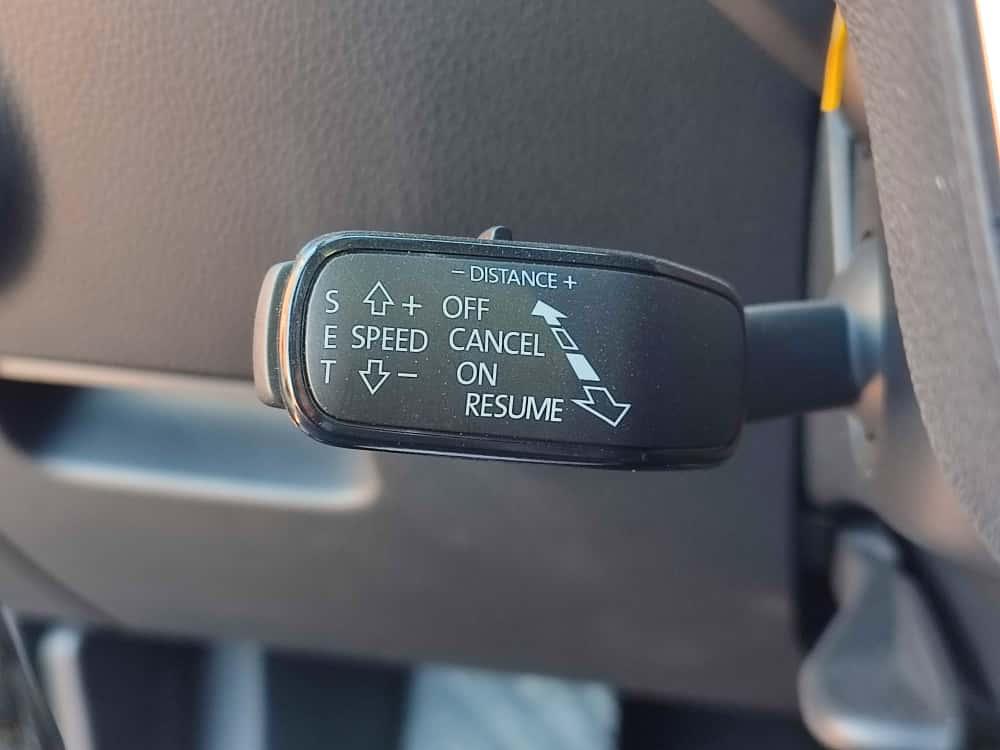 − DISTANCE +
S + OFF
E SPEED CANCEL
T − ON
RESUME